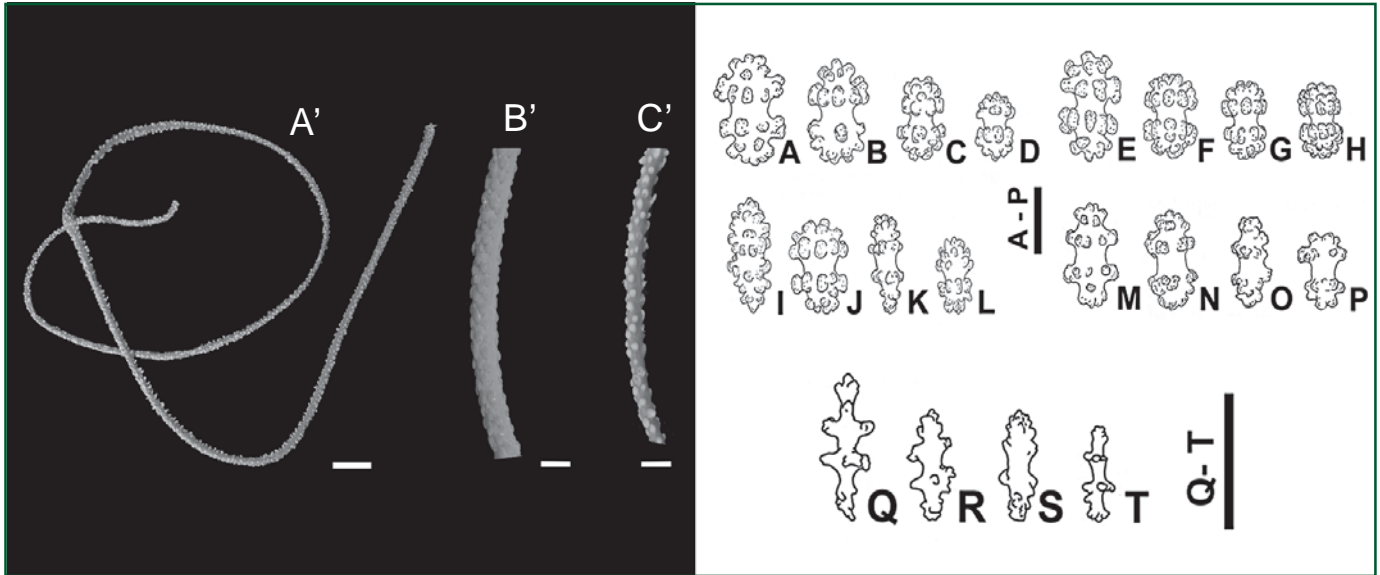 A' B' C'
A B C D E F G H
A - P
I J K L M N O P
Q R S T
Q - T